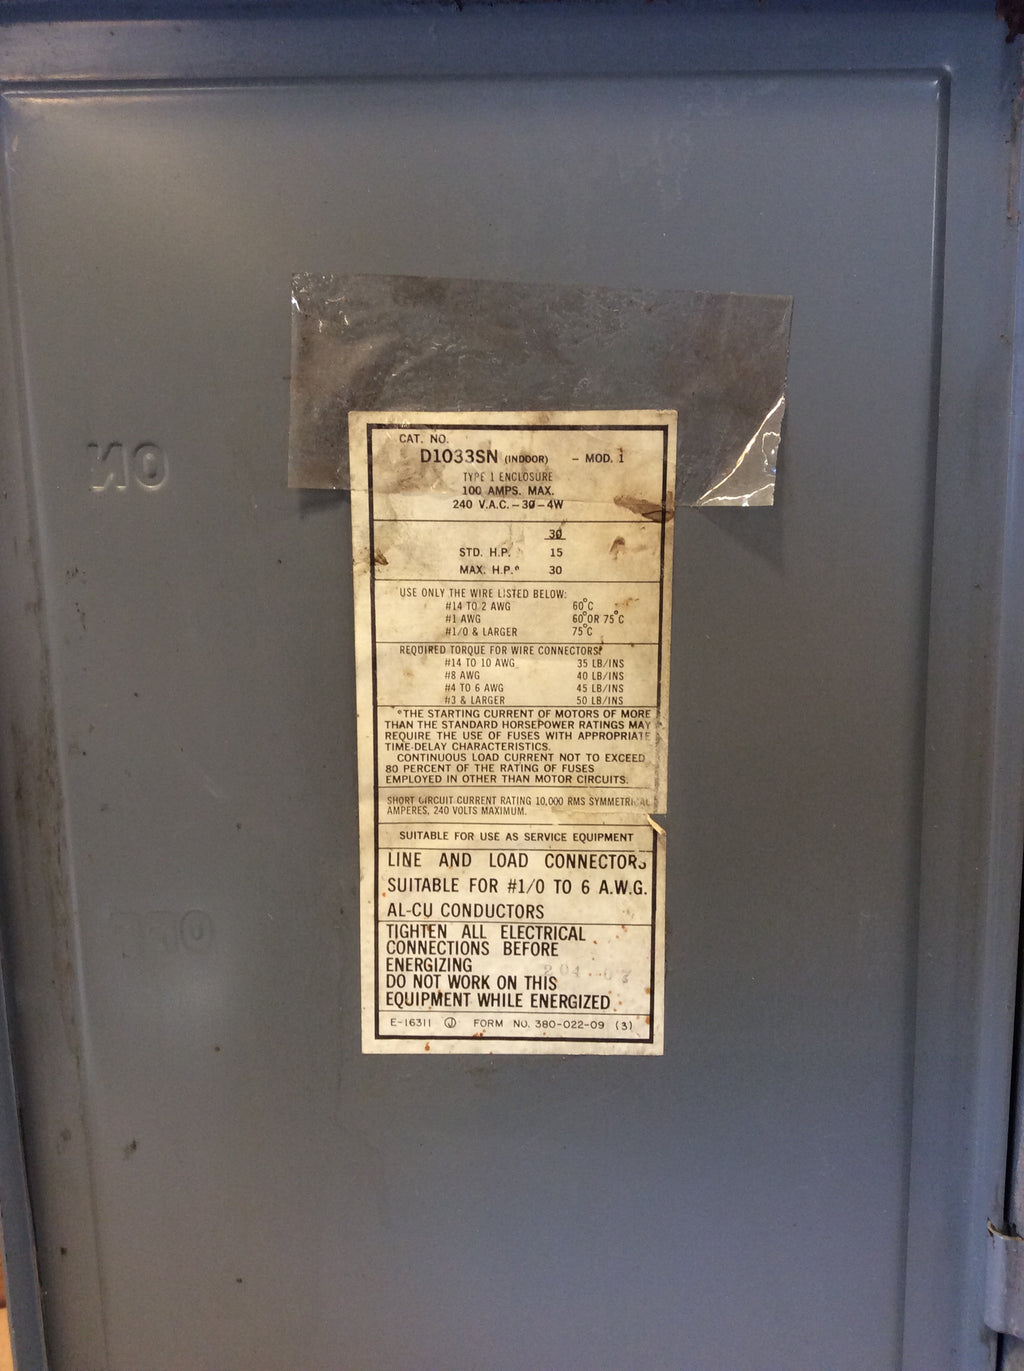 CAT. NO.
D1033SN (INDOOR) - MOD. 1
TYPE 1 ENCLOSURE
100 AMPS. MAX.
240 V.A.C. - 3Ø - 4W
3Ø
STD. H.P. 15
MAX. H.P.* 30
USE ONLY THE WIRE LISTED BELOW:
#14 TO 2 AWG 60°C
#1 AWG 60°OR 75°C
#1/0 & LARGER 75°C
REQUIRED TORQUE FOR WIRE CONNECTORS:
#14 TO 10 AWG 35 LB/INS
#8 AWG 40 LB/INS
#4 TO 6 AWG 45 LB/INS
#3 & LARGER 50 LB/INS
*THE STARTING CURRENT OF MOTORS OF MORE
THAN THE STANDARD HORSEPOWER RATINGS MAY
REQUIRE THE USE OF FUSES WITH APPROPRIATE
TIME-DELAY CHARACTERISTICS.
CONTINUOUS LOAD CURRENT NOT TO EXCEED
80 PERCENT OF THE RATING OF FUSES
EMPLOYED IN OTHER THAN MOTOR CIRCUITS.
SHORT CIRCUIT CURRENT RATING 10,000 RMS SYMMETRICAL
AMPERES, 240 VOLTS MAXIMUM.
SUITABLE FOR USE AS SERVICE EQUIPMENT
LINE AND LOAD CONNECTORS
SUITABLE FOR #1/0 TO 6 A.W.G.
AL-CU CONDUCTORS
TIGHTEN ALL ELECTRICAL
CONNECTIONS BEFORE
ENERGIZING
DO NOT WORK ON THIS
EQUIPMENT WHILE ENERGIZED
E-16311 FORM NO. 380-022-09 (3)
ON
OFF